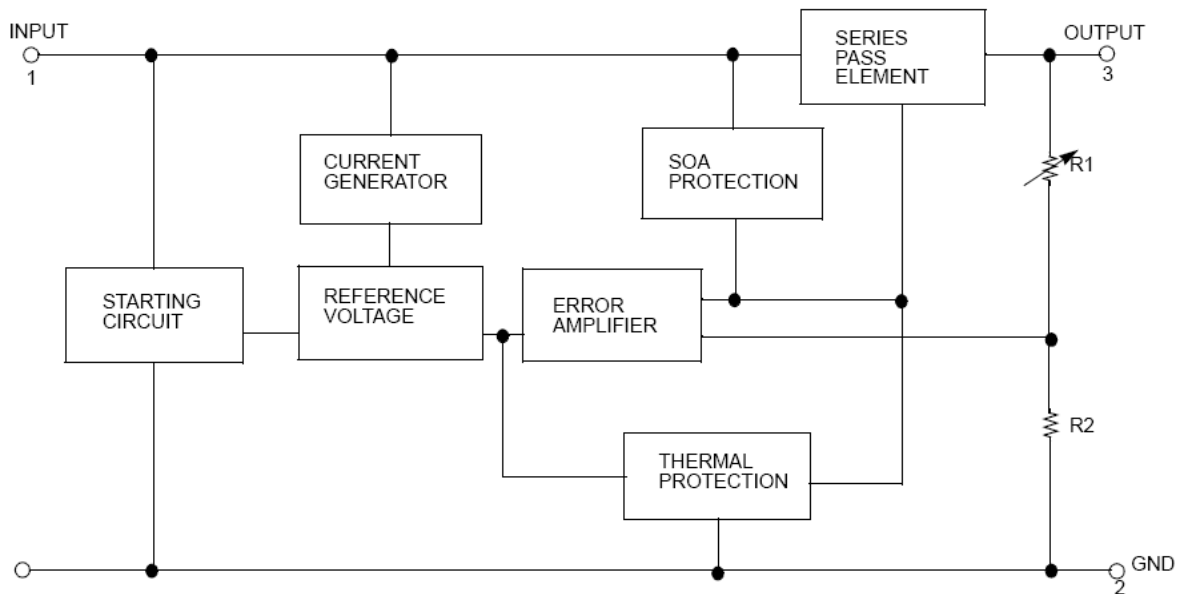 INPUT
1
SERIES
PASS
ELEMENT
OUTPUT
3
CURRENT
GENERATOR
SOA
PROTECTION
R1
STARTING
CIRCUIT
REFERENCE
VOLTAGE
ERROR
AMPLIFIER
R2
THERMAL
PROTECTION
GND
2